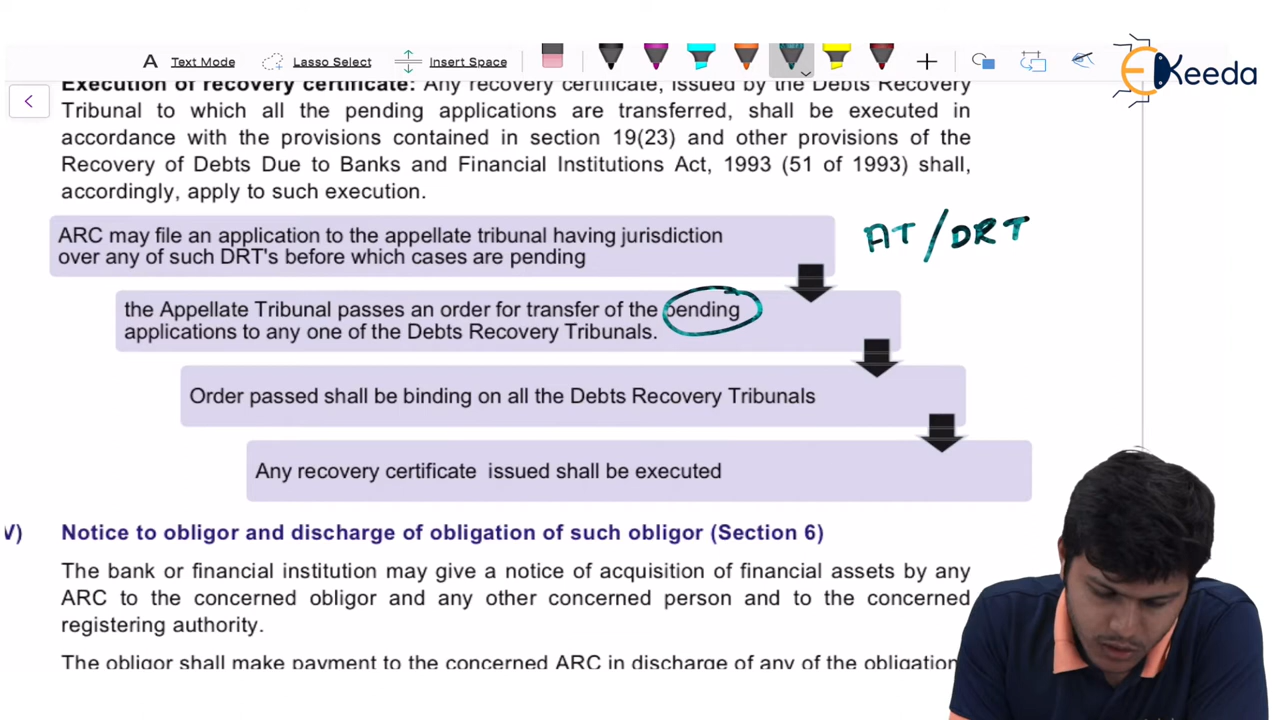 A Text Mode Lasso Select Insert Space
Keeda
Execution of recovery certificate: Any recovery certificate, issued by the Debts Recovery
Tribunal to which all the pending applications are transferred, shall be executed in
accordance with the provisions contained in section 19(23) and other provisions of the
Recovery of Debts Due to Banks and Financial Institutions Act, 1993 (51 of 1993) shall,
accordingly, apply to such execution.
ARC may file an application to the appellate tribunal having jurisdiction
over any of such DRT's before which cases are pending
AT/DRT
the Appellate Tribunal passes an order for transfer of the pending
applications to any one of the Debts Recovery Tribunals.
Order passed shall be binding on all the Debts Recovery Tribunals
Any recovery certificate issued shall be executed
V) Notice to obligor and discharge of obligation of such obligor (Section 6)
The bank or financial institution may give a notice of acquisition of financial assets by any
ARC to the concerned obligor and any other concerned person and to the concerned
registering authority.
The obligor shall make payment to the concerned ARC in discharge of any of the obligation